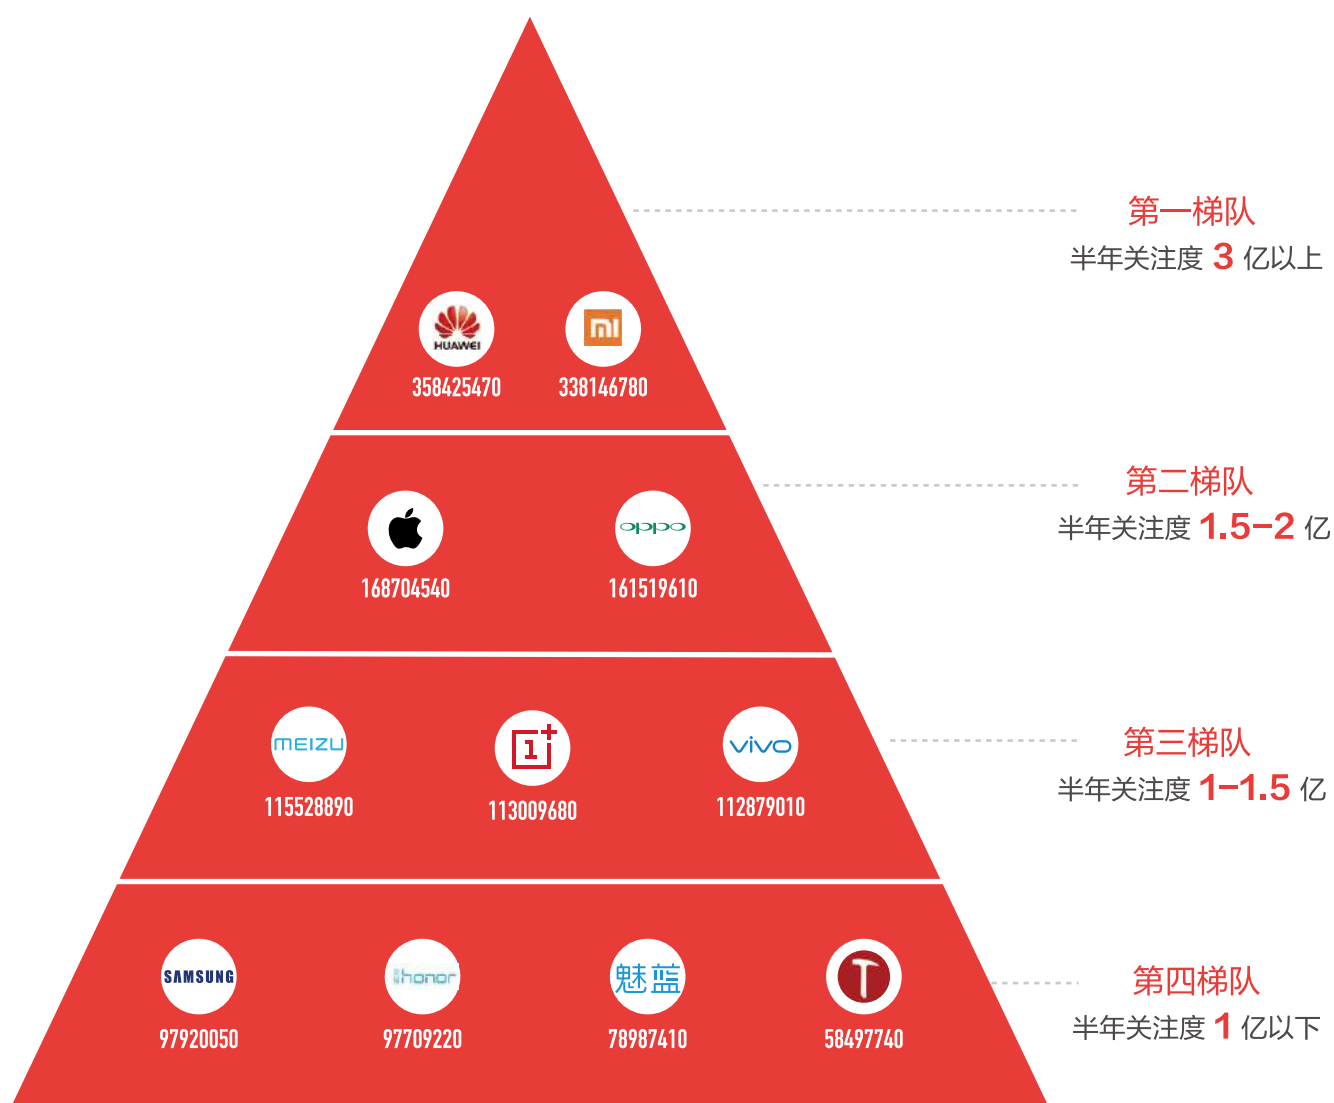 第一梯队
半年关注度 3 亿以上
HUAWEI
mi
358425470
338146780
第二梯队
半年关注度 1.5-2 亿
oppo
168704540
161519610
第三梯队
半年关注度 1-1.5 亿
MEIZU
1+
vivo
115528890
113009680
112879010
第四梯队
半年关注度 1 亿以下
SAMSUNG
honor
魅蓝
T
97920050
97709220
78987410
58497740